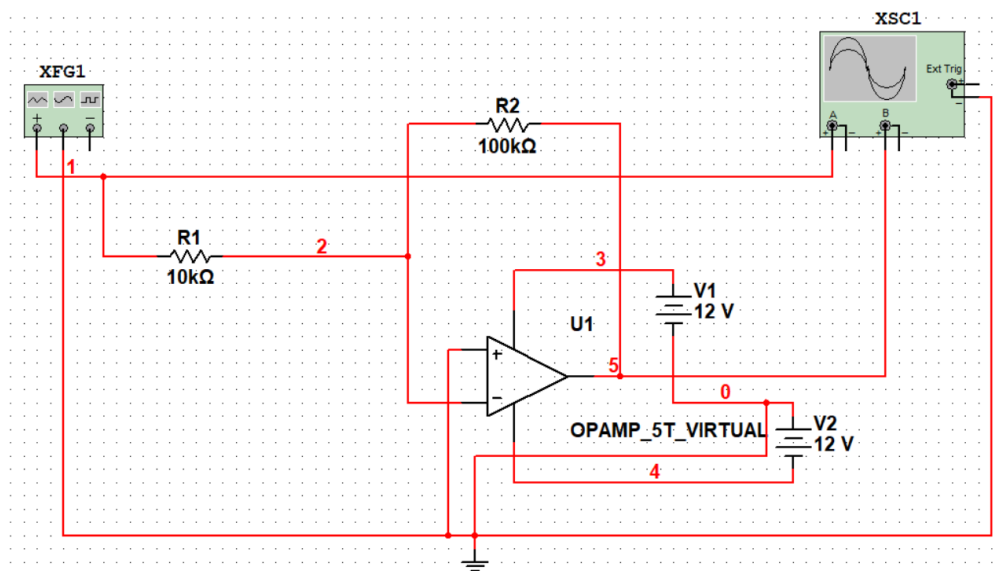 XSC1
XFG1
Ext Trig
+
−
+
−
A
B
+
−
+
−
R2
100kΩ
1
R1
10kΩ
2
3
V1
12 V
U1
+
−
5
0
OPAMP_5T_VIRTUAL
V2
12 V
4